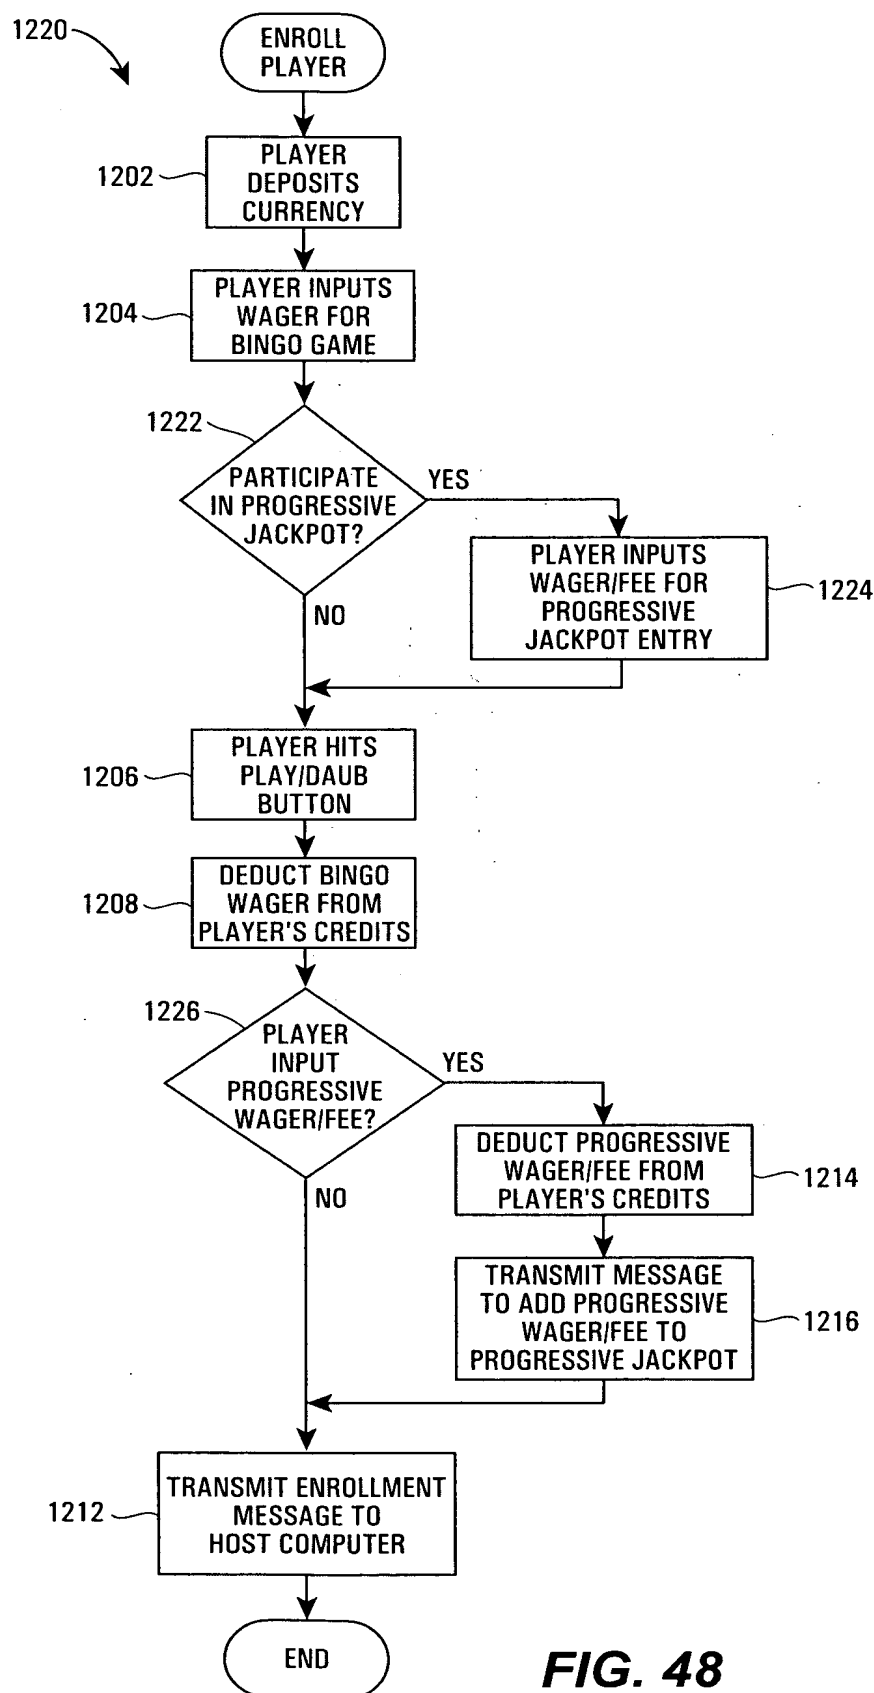 1220
ENROLL
PLAYER
1202
PLAYER
DEPOSITS
CURRENCY
1204
PLAYER INPUTS
WAGER FOR
BINGO GAME
1222
PARTICIPATE
IN PROGRESSIVE
JACKPOT?
YES
PLAYER INPUTS
WAGER/FEE FOR
PROGRESSIVE
JACKPOT ENTRY
1224
NO
1206
PLAYER HITS
PLAY/DAUB
BUTTON
1208
DEDUCT BINGO
WAGER FROM
PLAYER'S CREDITS
1226
PLAYER
INPUT
PROGRESSIVE
WAGER/FEE?
YES
DEDUCT PROGRESSIVE
WAGER/FEE FROM
PLAYER'S CREDITS
1214
NO
TRANSMIT MESSAGE
TO ADD PROGRESSIVE
WAGER/FEE TO
PROGRESSIVE JACKPOT
1216
1212
TRANSMIT ENROLLMENT
MESSAGE TO
HOST COMPUTER
END
FIG. 48